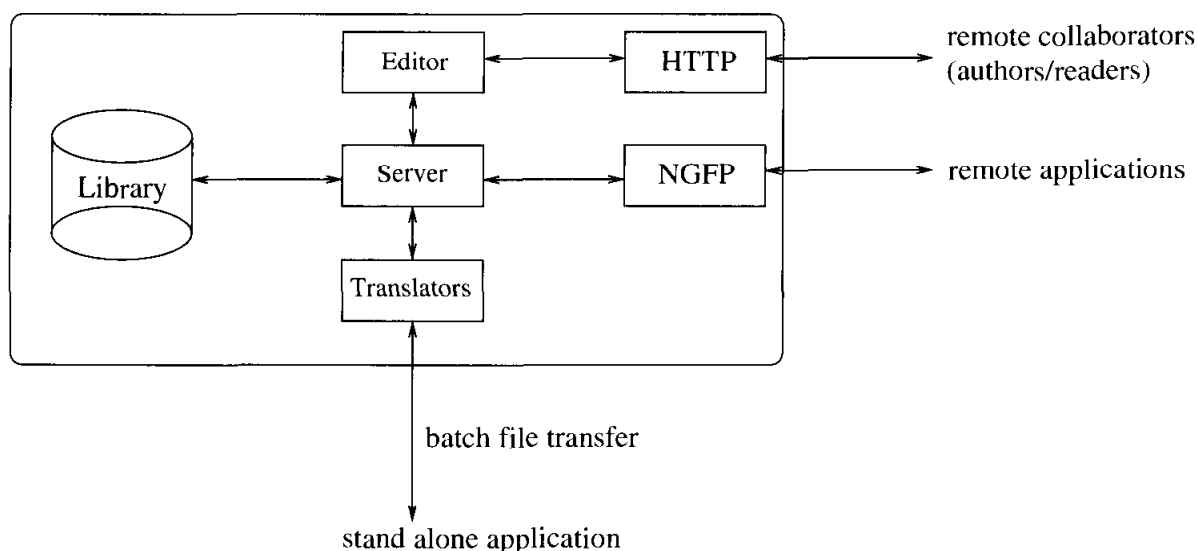 Editor
HTTP
remote collaborators
(authors/readers)
Library
Server
NGFP
remote applications
Translators
batch file transfer
stand alone application